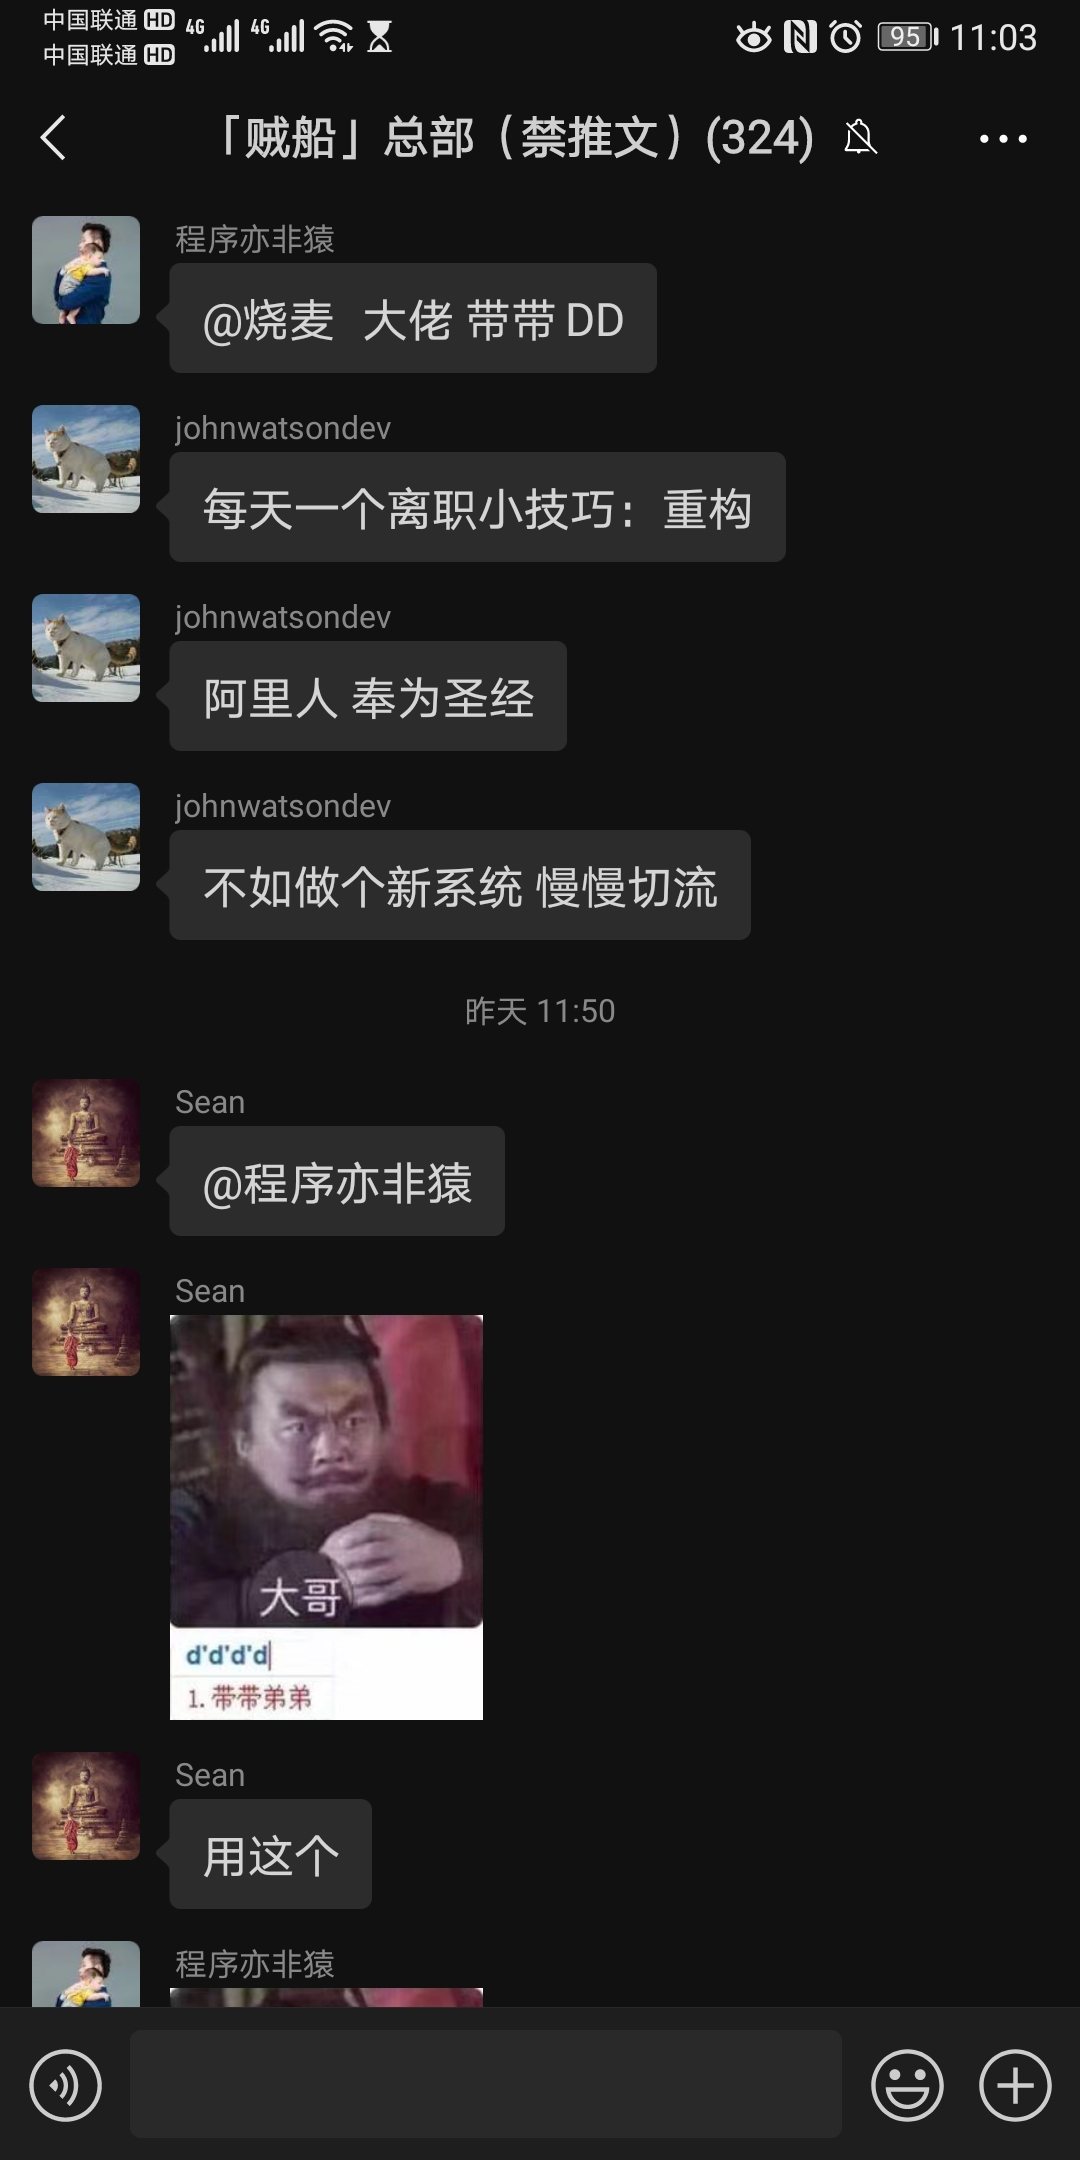 中国联通 HD 4G 4G 95 11:03
中国联通 HD
「贼船」总部（禁推文）(324)
程序亦非猿
@烧麦 大佬 带带 DD
johnwatsondev
每天一个离职小技巧：重构
johnwatsondev
阿里人 奉为圣经
johnwatsondev
不如做个新系统 慢慢切流
昨天 11:50
Sean
@程序亦非猿
Sean
大哥
d'd'd'd
1. 带带弟弟
Sean
用这个
程序亦非猿